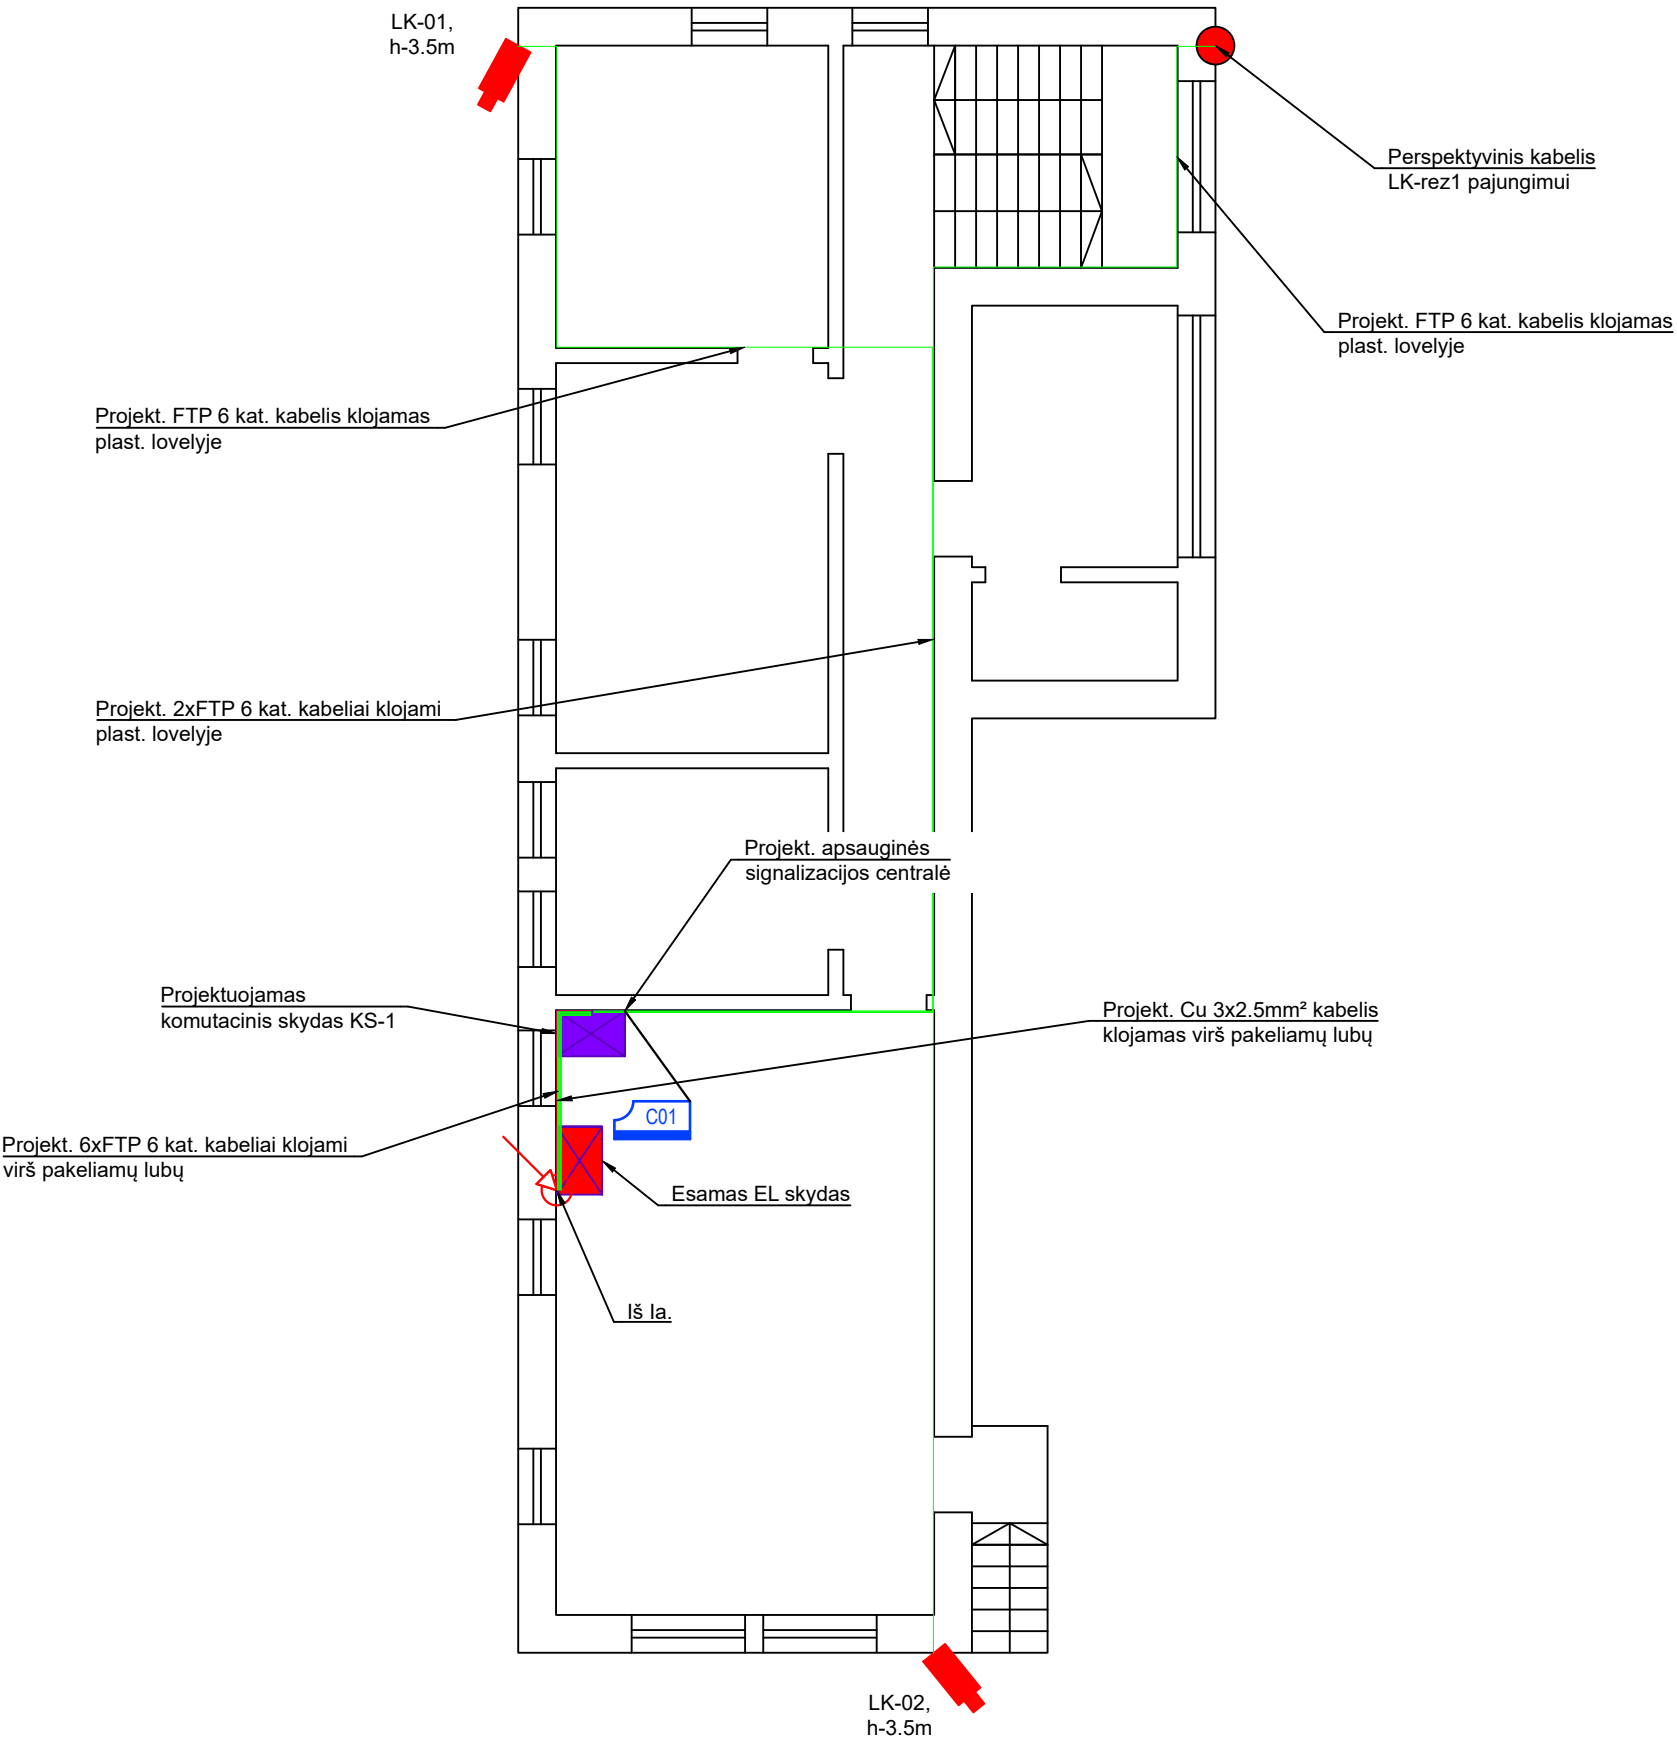 LK-01,
h-3.5m
Perspektyvinis kabelis
LK-rez1 pajungimui
Projekt. FTP 6 kat. kabelis klojamas
plast. lovelyje
Projekt. FTP 6 kat. kabelis klojamas
plast. lovelyje
Projekt. 2xFTP 6 kat. kabeliai klojami
plast. lovelyje
Projekt. apsauginės
signalizacijos centralė
Projektuojamas
komutacinis skydas KS-1
Projekt. Cu 3x2.5mm² kabelis
klojamas virš pakeliamų lubų
C01
Projekt. 6xFTP 6 kat. kabeliai klojami
virš pakeliamų lubų
Esamas EL skydas
Iš Ia.
LK-02,
h-3.5m